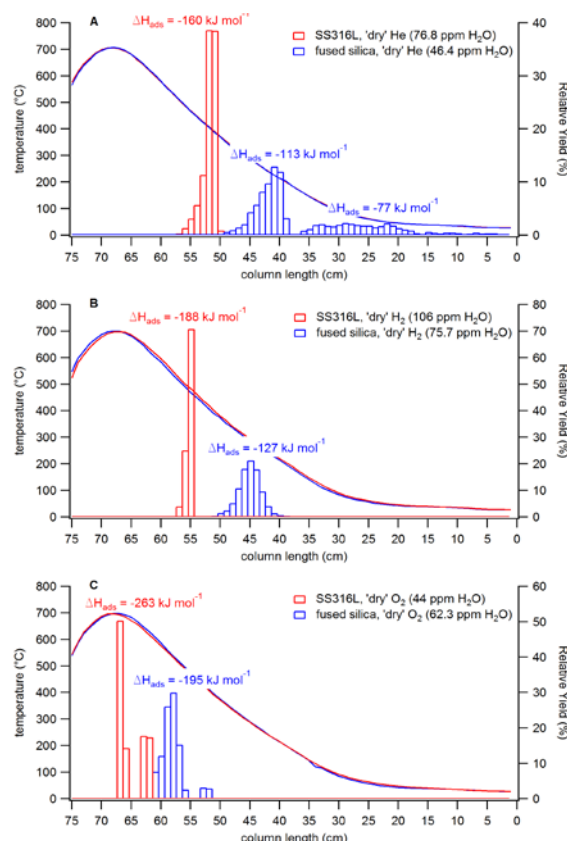 A
ΔHads = -160 kJ mol⁻¹
SS316L, 'dry' He (76.8 ppm H2O)
fused silica, 'dry' He (46.4 ppm H2O)
ΔHads = -113 kJ mol⁻¹
ΔHads = -77 kJ mol⁻¹
temperature (°C)
800
700
600
500
400
300
200
100
0
Relative Yield (%)
40
30
20
10
0
75 70 65 60 55 50 45 40 35 30 25 20 15 10 5 0
column length (cm)
B
ΔHads = -188 kJ mol⁻¹
SS316L, 'dry' H2 (106 ppm H2O)
fused silica, 'dry' H2 (75.7 ppm H2O)
ΔHads = -127 kJ mol⁻¹
temperature (°C)
800
700
600
500
400
300
200
100
0
Relative Yield (%)
80
70
60
50
40
30
20
10
0
75 70 65 60 55 50 45 40 35 30 25 20 15 10 5 0
column length (cm)
C
ΔHads = -263 kJ mol⁻¹
SS316L, 'dry' O2 (44 ppm H2O)
fused silica, 'dry' O2 (62.3 ppm H2O)
ΔHads = -195 kJ mol⁻¹
temperature (°C)
800
700
600
500
400
300
200
100
0
Relative Yield (%)
60
50
40
30
20
10
0
75 70 65 60 55 50 45 40 35 30 25 20 15 10 5 0
column length (cm)